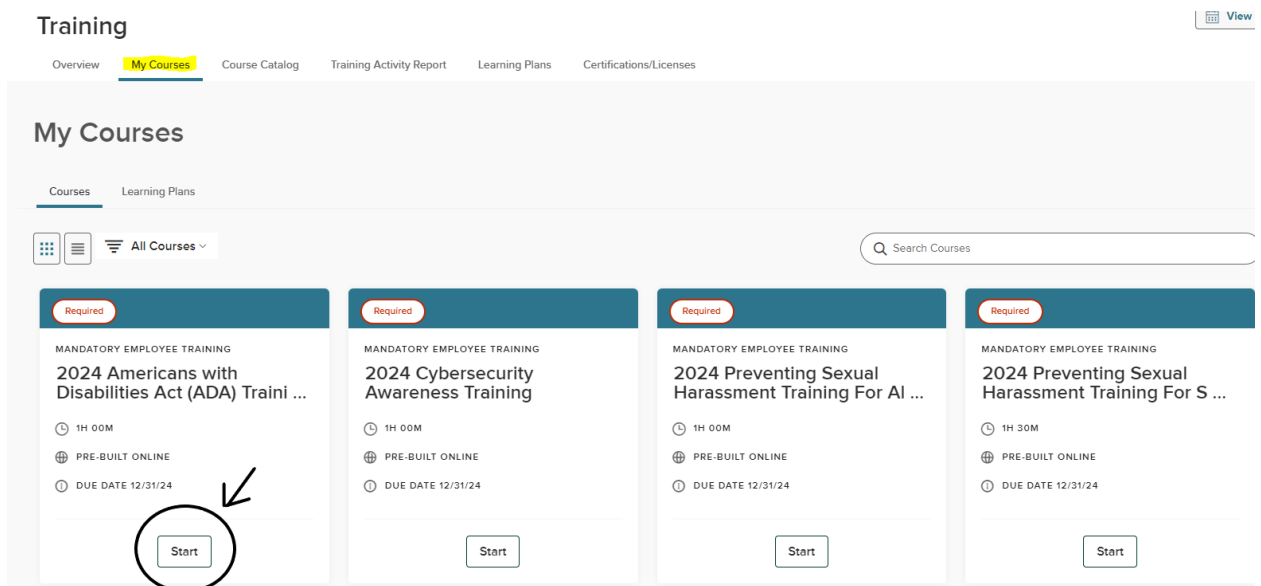 Training
View
Overview My Courses Course Catalog Training Activity Report Learning Plans Certifications/Licenses
My Courses
Courses Learning Plans
All Courses
Search Courses
Required
MANDATORY EMPLOYEE TRAINING
2024 Americans with
Disabilities Act (ADA) Traini ...
1H 00M
PRE-BUILT ONLINE
DUE DATE 12/31/24
Start
Required
MANDATORY EMPLOYEE TRAINING
2024 Cybersecurity
Awareness Training
1H 00M
PRE-BUILT ONLINE
DUE DATE 12/31/24
Start
Required
MANDATORY EMPLOYEE TRAINING
2024 Preventing Sexual
Harassment Training For Al ...
1H 00M
PRE-BUILT ONLINE
DUE DATE 12/31/24
Start
Required
MANDATORY EMPLOYEE TRAINING
2024 Preventing Sexual
Harassment Training For S ...
1H 30M
PRE-BUILT ONLINE
DUE DATE 12/31/24
Start